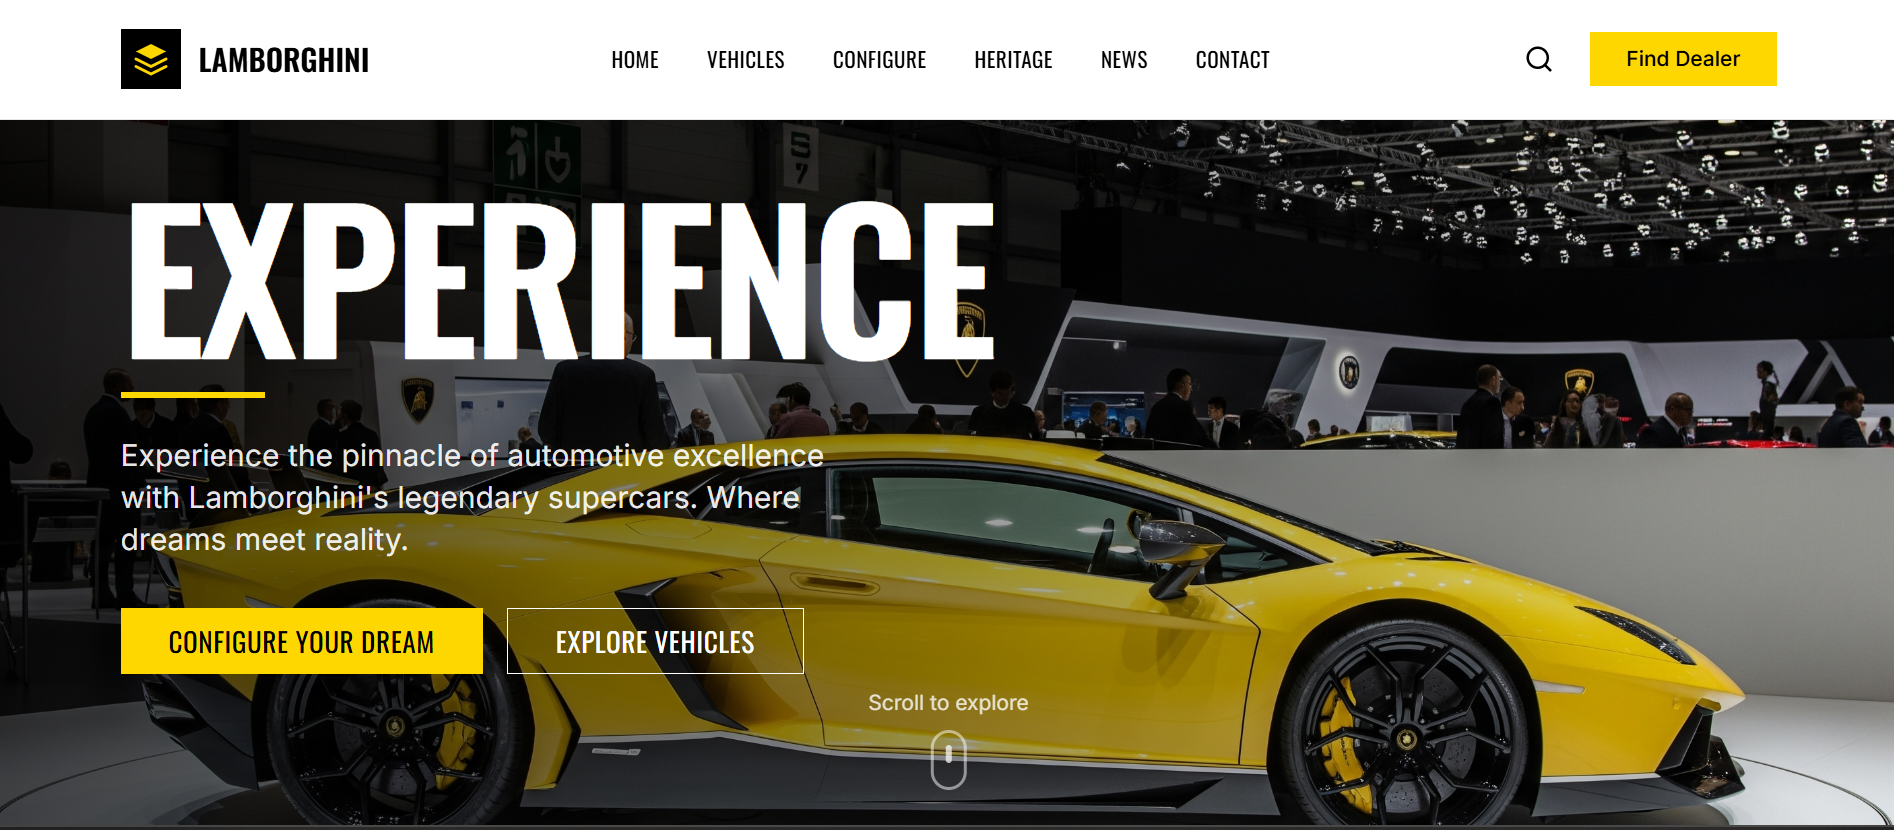 LAMBORGHINI
HOME VEHICLES CONFIGURE HERITAGE NEWS CONTACT
Find Dealer
EXPERIENCE
Experience the pinnacle of automotive excellence
with Lamborghini's legendary supercars. Where
dreams meet reality.
CONFIGURE YOUR DREAM
EXPLORE VEHICLES
Scroll to explore